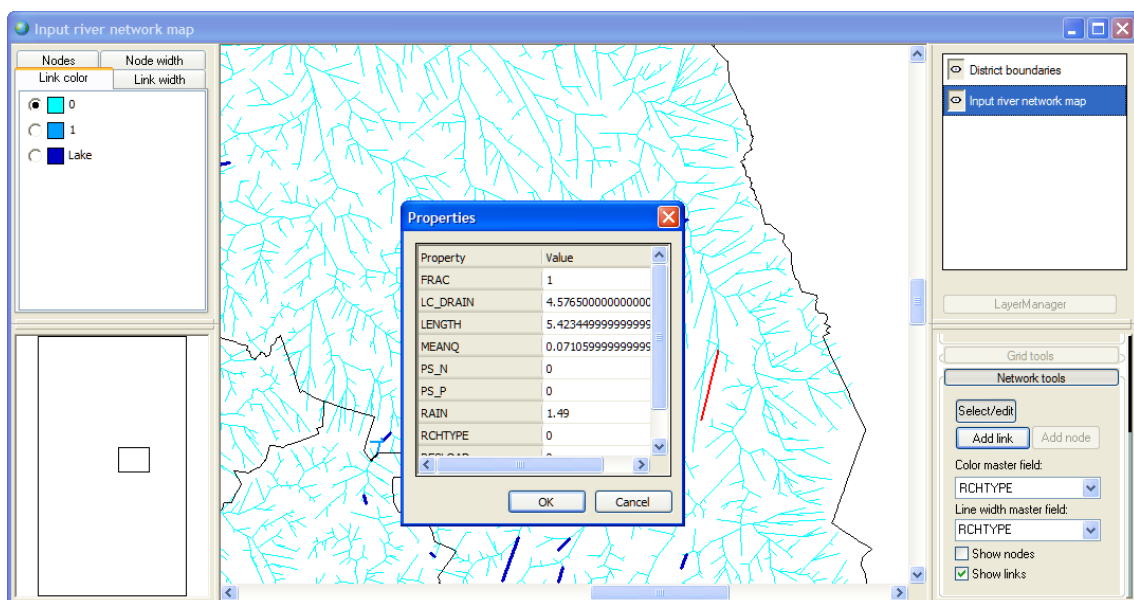 Input river network map
Nodes Node width
Link color Link width
0
1
Lake
Properties
Property Value
FRAC 1
LC_DRAIN 4.576500000000000
LENGTH 5.423449999999999
MEANQ 0.071059999999999
PS_N 0
PS_P 0
RAIN 1.49
RCHTYPE 0
OK Cancel
District boundaries
Input river network map
LayerManager
Grid tools
Network tools
Select/edit
Add link Add node
Color master field:
RCHTYPE
Line width master field:
RCHTYPE
Show nodes
Show links